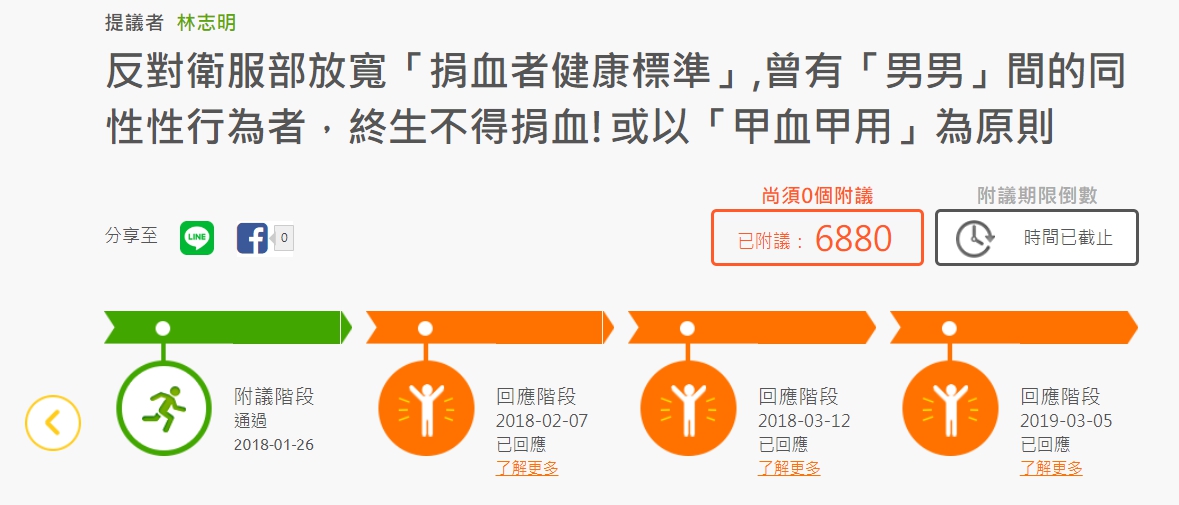 提議者 林志明
反對衛服部放寬「捐血者健康標準」,曾有「男男」間的同
性性行為者，終生不得捐血!或以「甲血甲用」為原則
尚須0個附議
附議期限倒數
分享至
LINE
0
已附議： 6880
時間已截止
附議階段
通過
2018-01-26
回應階段
2018-02-07
已回應
了解更多
回應階段
2018-03-12
已回應
了解更多
回應階段
2019-03-05
已回應
了解更多